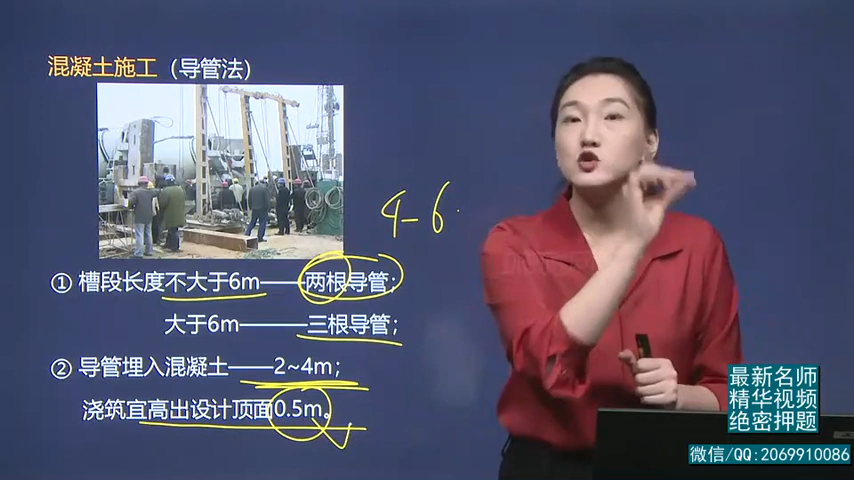 混凝土施工（导管法）
4-6
① 槽段长度不大于6m——两根导管；
大于6m———三根导管；
② 导管埋入混凝土——2~4m；
浇筑宜高出设计顶面0.5m。
最新名师
精华视频
绝密押题
微信/QQ:2069910086